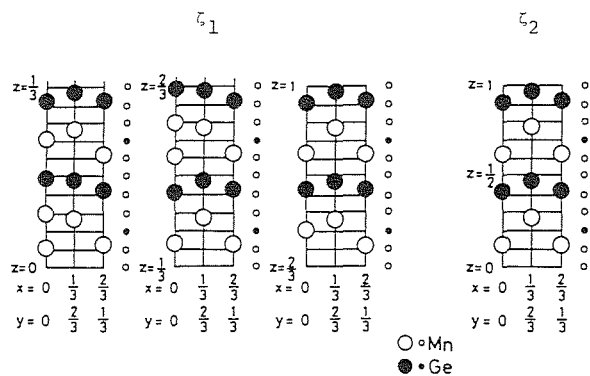 ζ1 ζ2
z=1/3 z=2/3 z=1 z=1
z=1/2
z=0 z=1/3 z=2/3 z=0
x= 0 1/3 2/3 x= 0 1/3 2/3 x= 0 1/3 2/3 x= 0 1/3 2/3
y= 0 2/3 1/3 y= 0 2/3 1/3 y= 0 2/3 1/3 y= 0 2/3 1/3
Mn
Ge